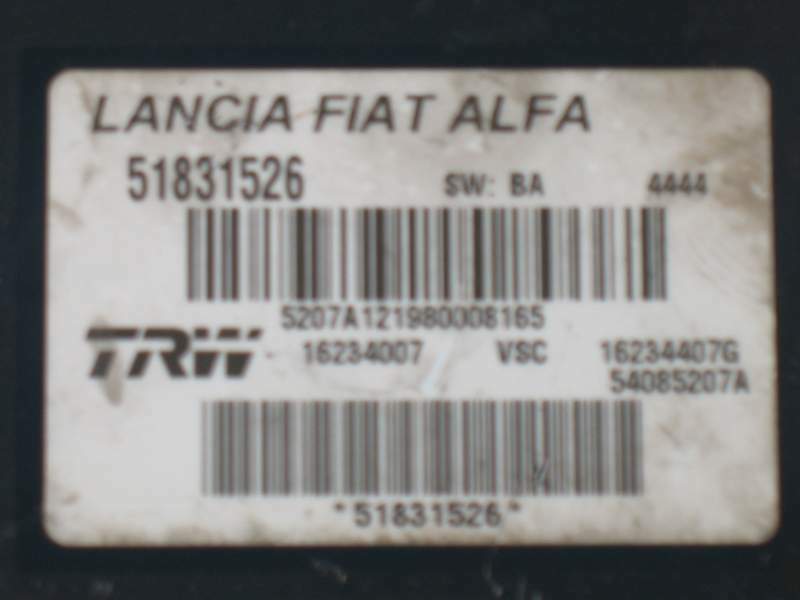 LANCIA FIAT ALFA
51831526 SW: BA 4444
5207A121980008165
TRW 16234007 VSC 16234407G
54085207A
*51831526*